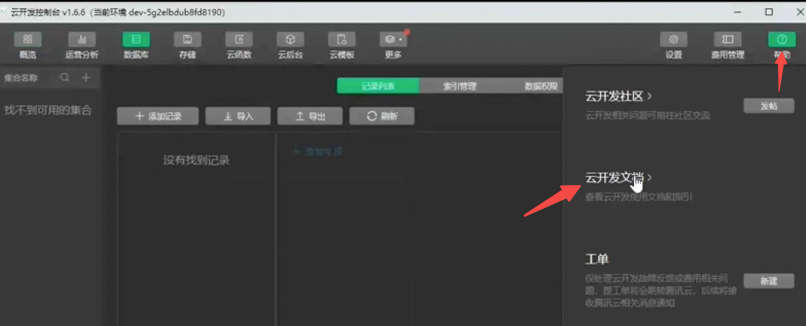 云开发控制台 v1.6.6（当前环境 dev-5g2elbdub8fd8190）
概览 运营分析 数据库 存储 云函数 云后台 云模板 更多 设置 费用管理 帮助
集合名称
找不到可用的集合
记录列表 索引管理 数据权限
添加记录 导入 导出 刷新
没有找到记录
云开发社区
云开发相关问题可前往社区交流
发帖
云开发文档
查看云开发使用文档和指引
工单
仅处理云开发故障反馈或费用相关问
题，提工单将会跳转腾讯云，后续将接
收腾讯云相关消息通知
新建